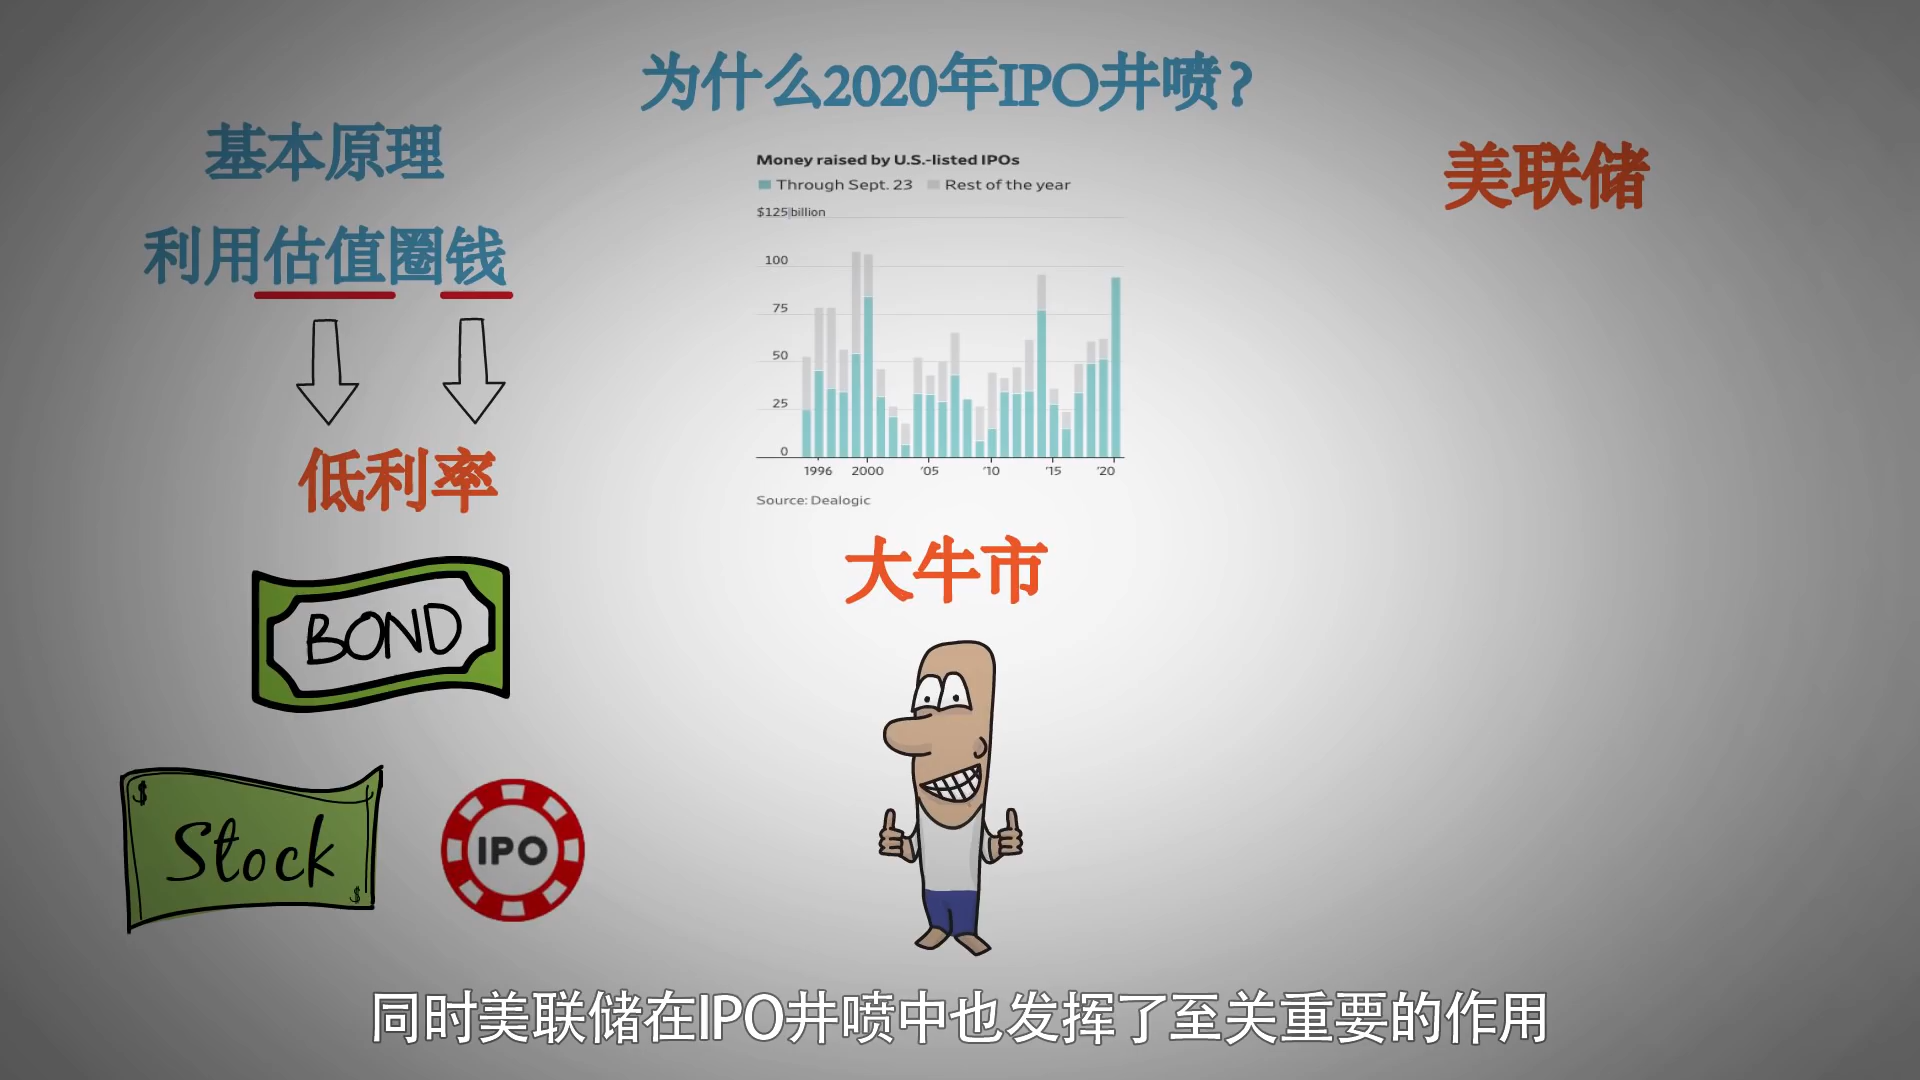 为什么2020年IPO井喷?
基本原理
利用估值圈钱
低利率
BOND
$
Stock
$
IPO
Money raised by U.S.-listed IPOs
Through Sept. 23 Rest of the year
$125 billion
100
75
50
25
0
1996 2000 '05 '10 '15 '20
Source: Dealogic
大牛市
美联储
同时美联储在IPO井喷中也发挥了至关重要的作用